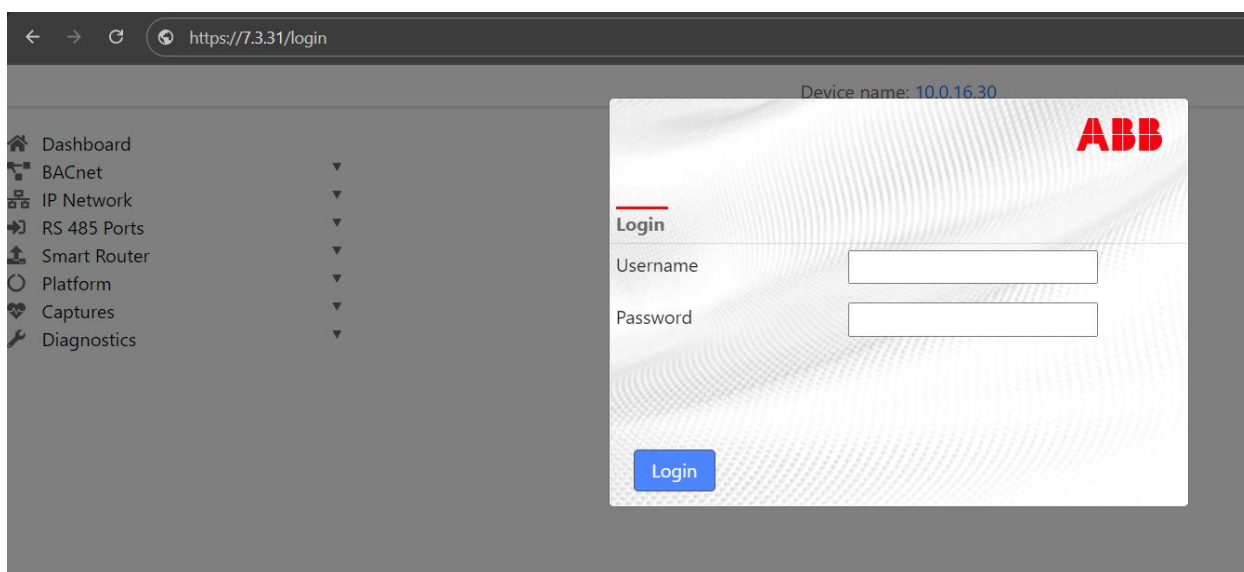 https://7.3.31/login
Device name: 10.0.16.30
ABB
Dashboard
BACnet
IP Network
RS 485 Ports
Smart Router
Platform
Captures
Diagnostics
Login
Username
Password
Login